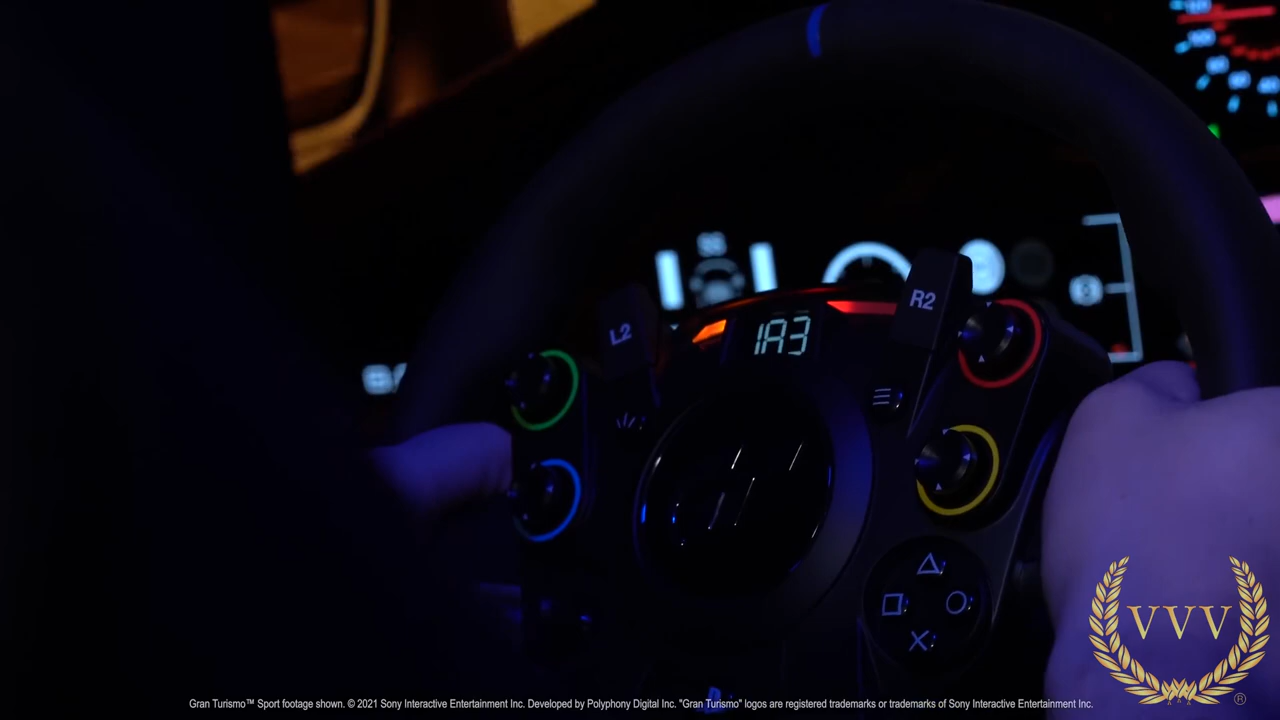 L2
R2
1A3
VVV
®
Gran Turismo™ Sport footage shown. © 2021 Sony Interactive Entertainment Inc. Developed by Polyphony Digital Inc. "Gran Turismo" logos are registered trademarks or trademarks of Sony Interactive Entertainment Inc.